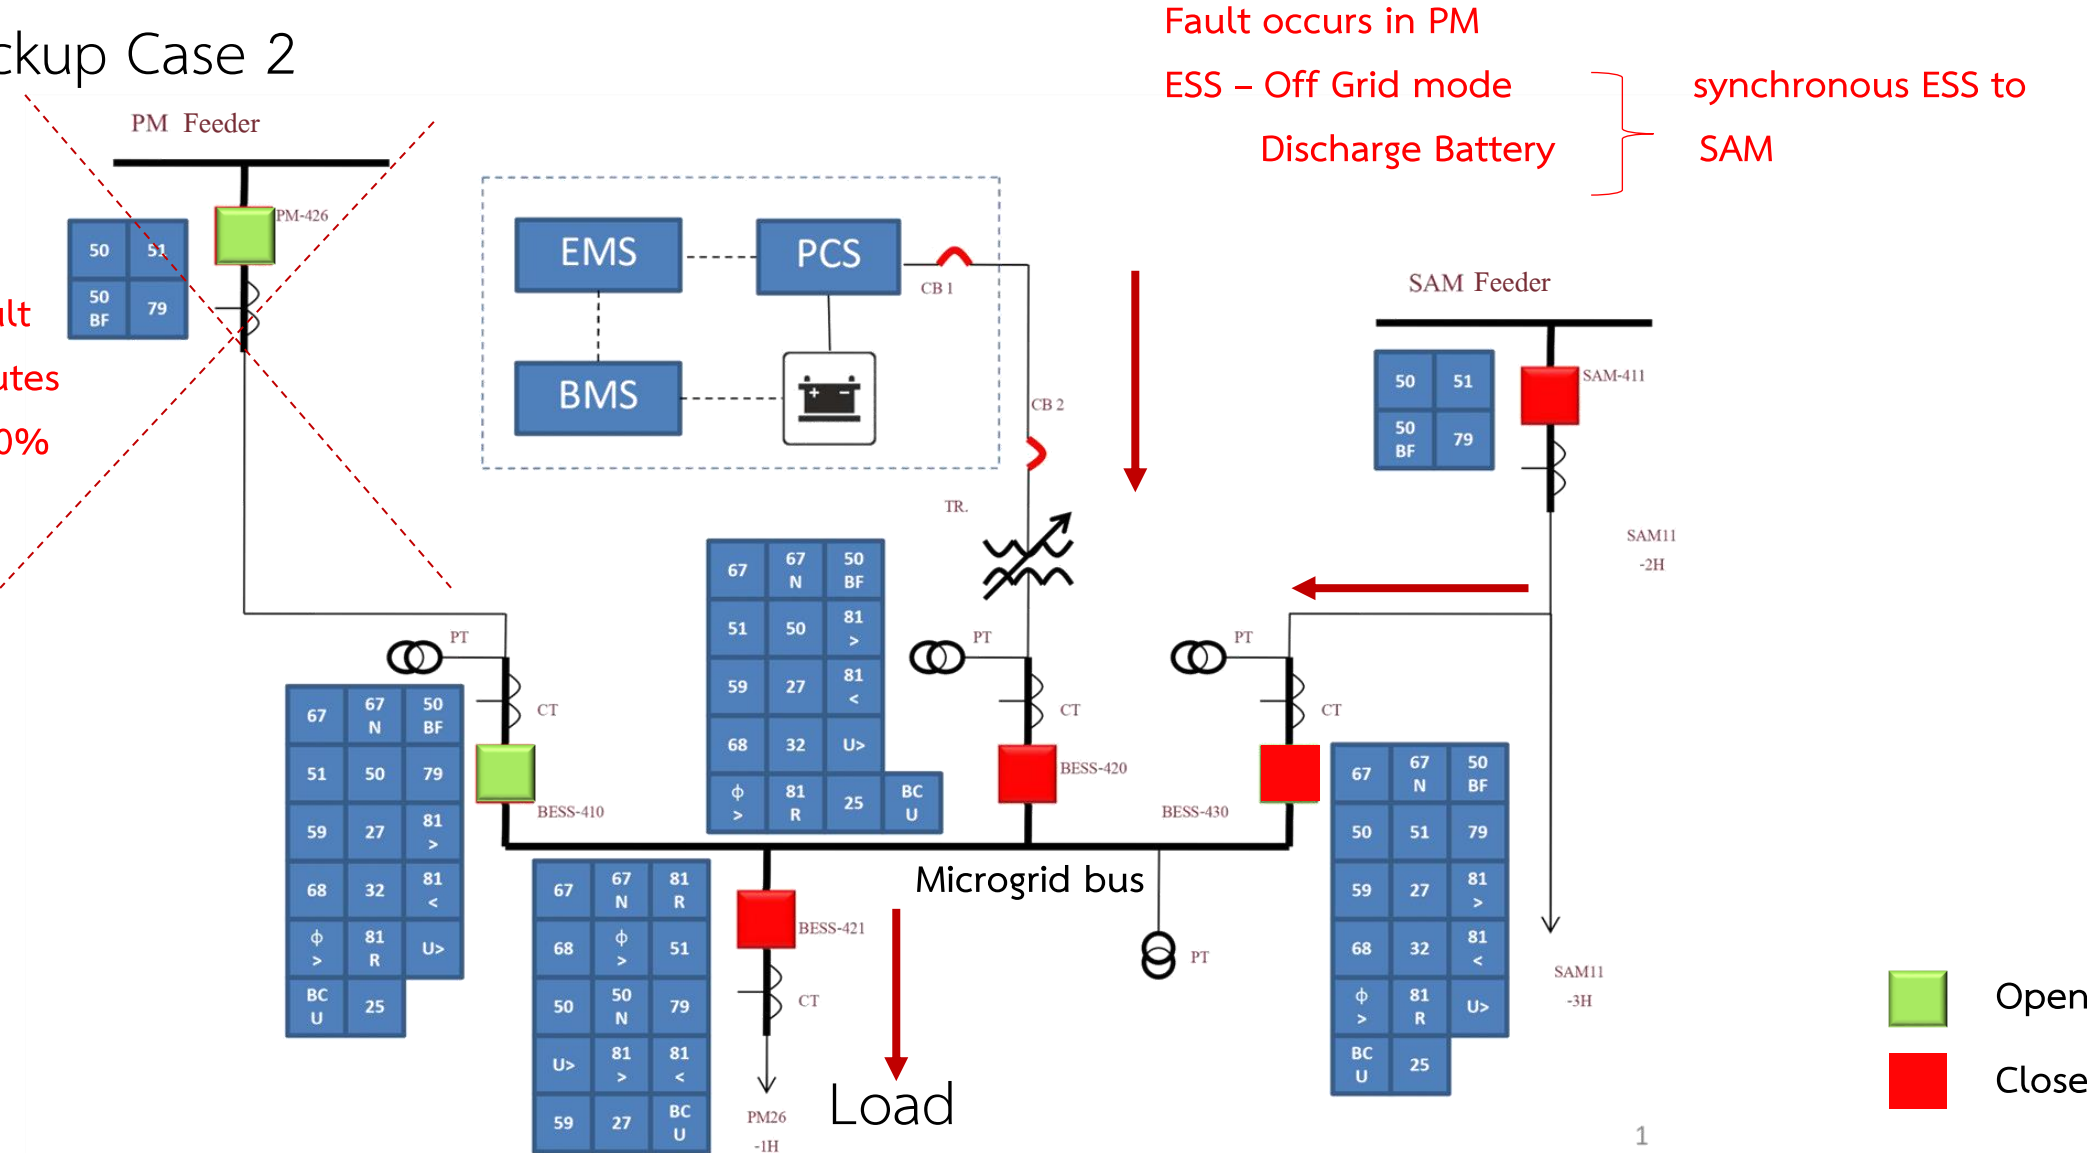 Fault occurs in PM
ckup Case 2
ESS – Off Grid mode
synchronous ESS to
Discharge Battery
SAM
PM Feeder
PM-426
50 51
50 BF 79
ult
utes
0%
EMS
PCS
BMS
+ −
CB 1
CB 2
TR.
SAM Feeder
SAM-411
50 51
50 BF 79
SAM11
-2H
PT
CT
BESS-410
67 67 N 50 BF
51 50 79
59 27 81 >
68 32 81 <
ϕ > 81 R U>
BC U 25
67 67 N 50 BF
51 50 81 >
59 27 81 <
68 32 U>
ϕ > 81 R 25 BC U
PT
CT
BESS-420
PT
CT
BESS-430
67 67 N 50 BF
50 51 79
59 27 81 >
68 32 81 <
ϕ > 81 R U>
BC U 25
Microgrid bus
67 67 N 81 R
68 ϕ > 51
50 50 N 79
U> 81 > 81 <
59 27 BC U
BESS-421
CT
PT
PM26
-1H
Load
SAM11
-3H
Open
Close
1